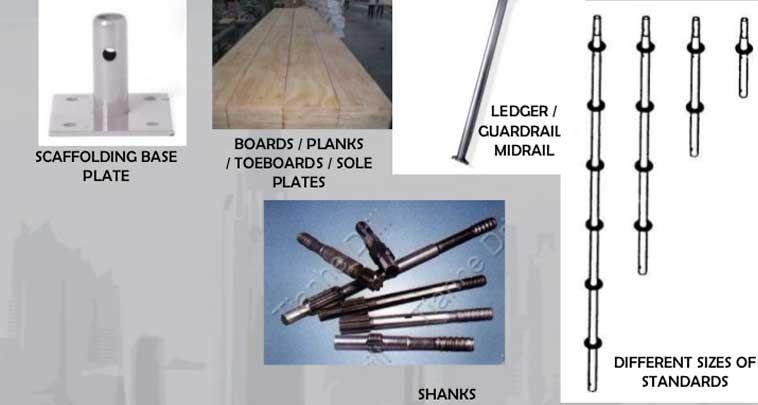 SCAFFOLDING BASE
PLATE
BOARDS / PLANKS
/ TOEBOARDS / SOLE
PLATES
LEDGER /
GUARDRAIL
MIDRAIL
SHANKS
DIFFERENT SIZES OF
STANDARDS